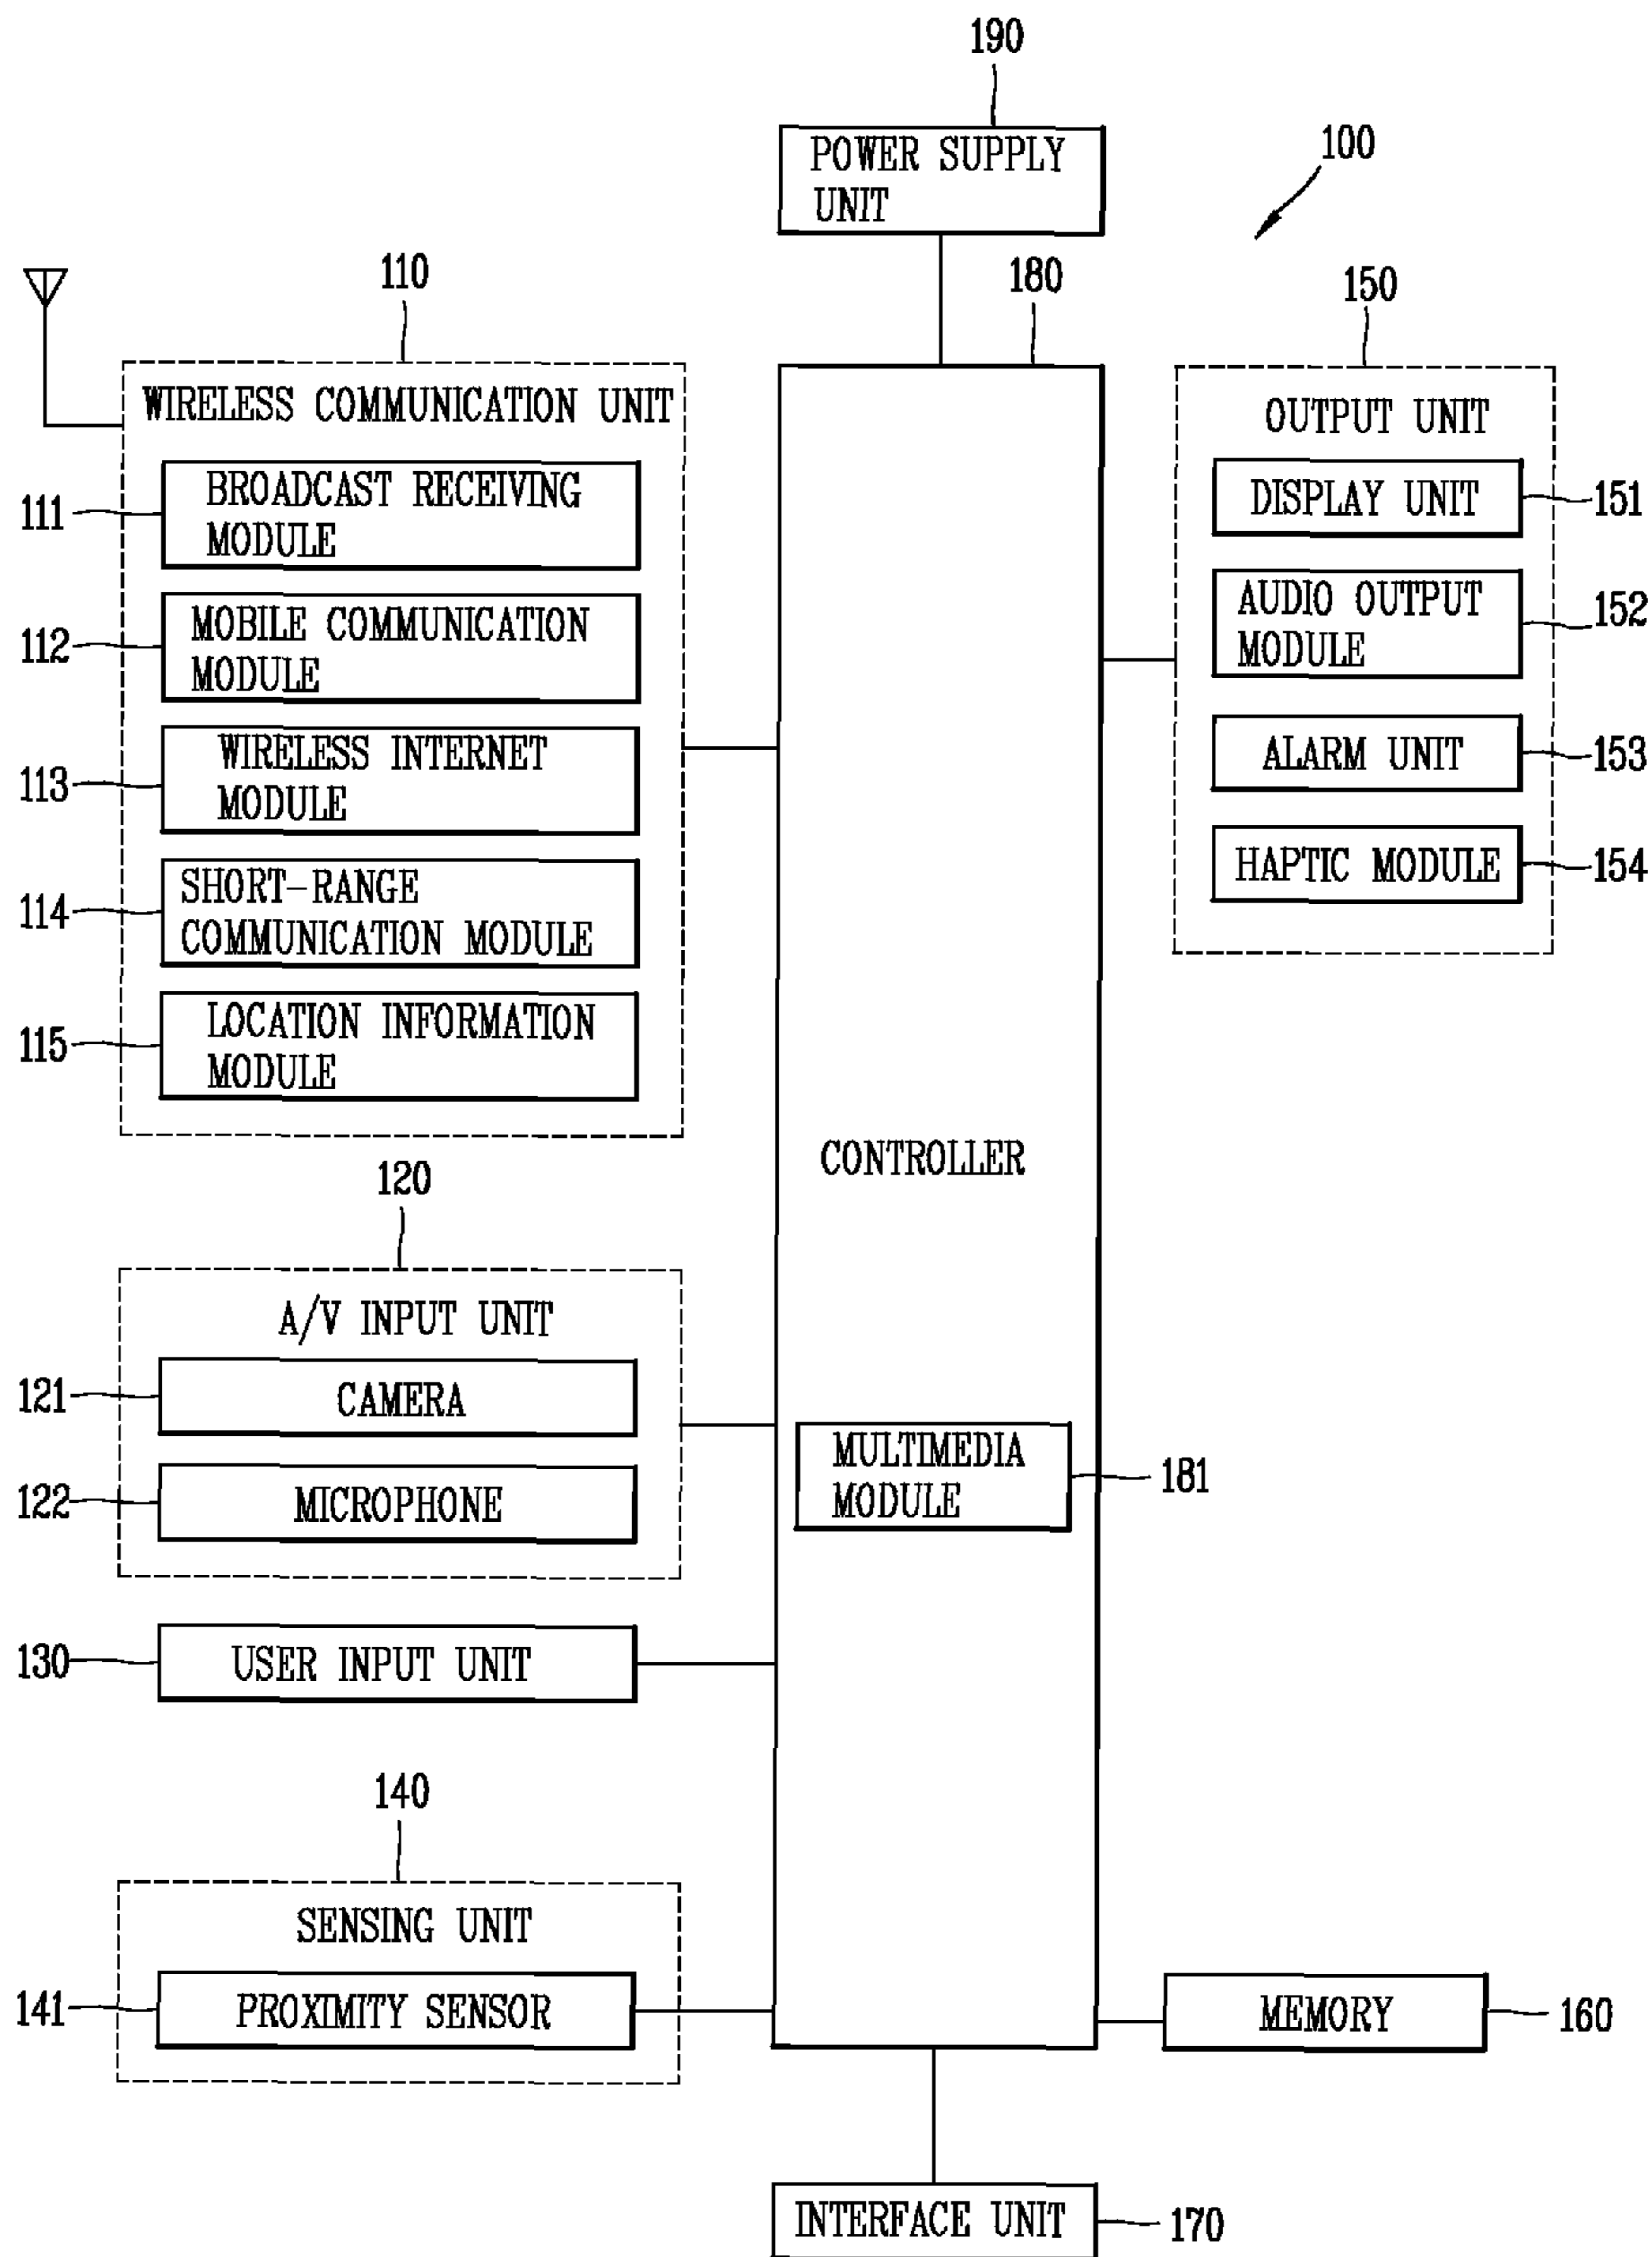 190
POWER SUPPLY
UNIT
100
110
180
150
WIRELESS COMMUNICATION UNIT
111
BROADCAST RECEIVING
MODULE
112
MOBILE COMMUNICATION
MODULE
113
WIRELESS INTERNET
MODULE
114
SHORT-RANGE
COMMUNICATION MODULE
115
LOCATION INFORMATION
MODULE
OUTPUT UNIT
DISPLAY UNIT
151
AUDIO OUTPUT
MODULE
152
ALARM UNIT
153
HAPTIC MODULE
154
CONTROLLER
120
A/V INPUT UNIT
121
CAMERA
122
MICROPHONE
MULTIMEDIA
MODULE
181
130
USER INPUT UNIT
140
SENSING UNIT
141
PROXIMITY SENSOR
MEMORY
160
INTERFACE UNIT
170